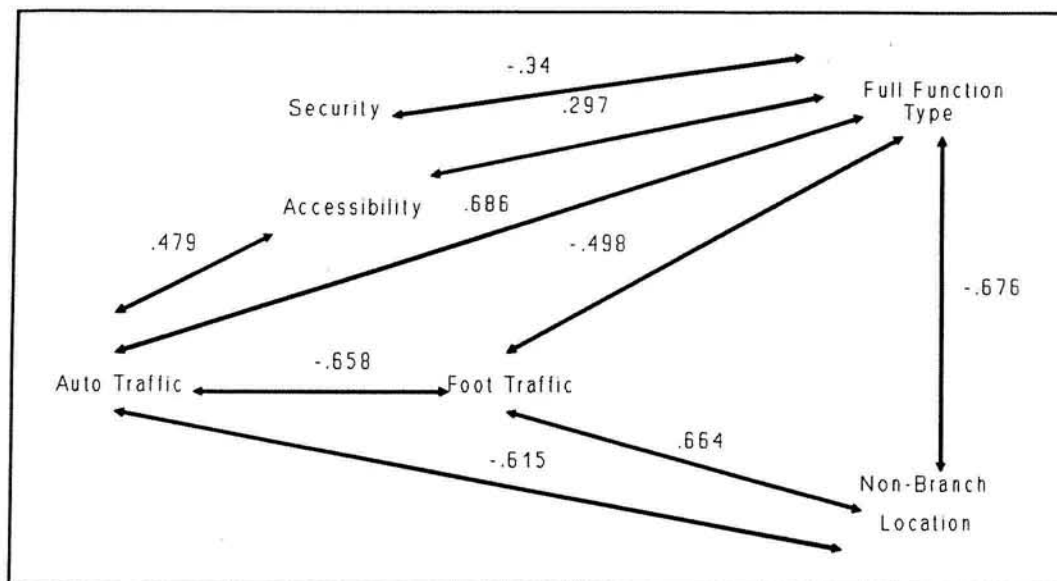 -.34
Full Function
Type
Security
.297
Accessibility
.686
.479
-.498
-.676
-.658
Auto Traffic
Foot Traffic
.664
-.615
Non-Branch
Location